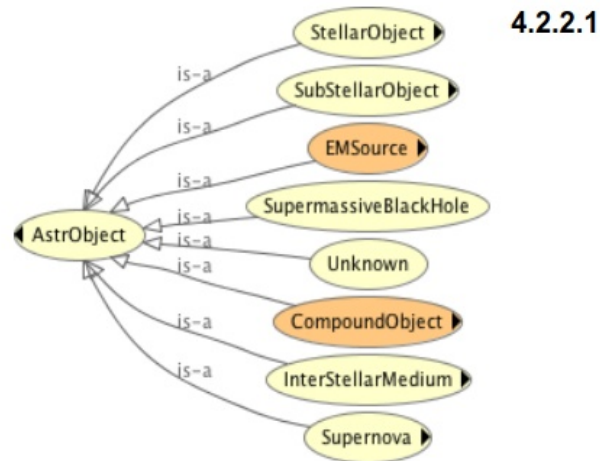 StellarObject
4.2.2.1
is-a
SubStellarObject
is-a
EMSource
is-a
SupermassiveBlackHole
is-a
AstrObject
is-a
Unknown
is-a
CompoundObject
is-a
InterStellarMedium
is-a
Supernova